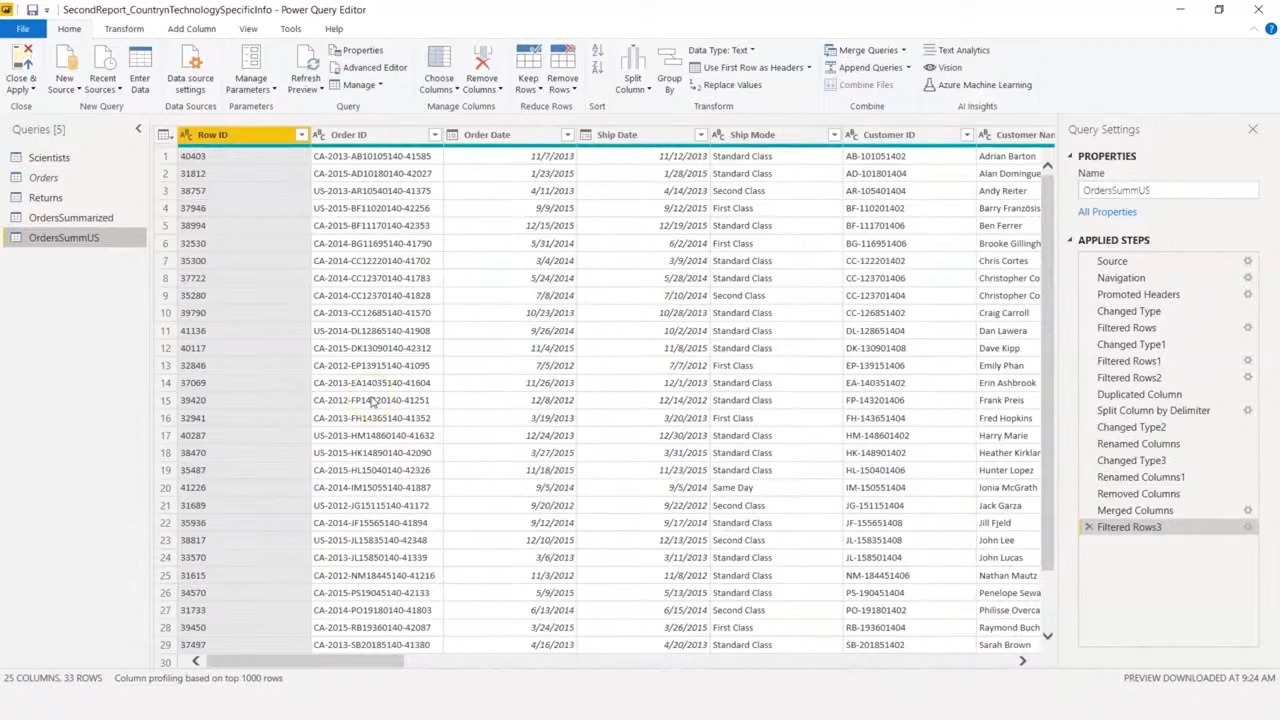 SecondReport_CountrynTechnologySpecificInfo - Power Query Editor
File Home Transform Add Column View Tools Help
Close & Apply
New Source
Recent Sources
Enter Data
Data source settings
Manage Parameters
Refresh Preview
Properties
Advanced Editor
Manage
Choose Columns
Remove Columns
Keep Rows
Remove Rows
Split Column
Group By
Data Type: Text
Use First Row as Headers
Replace Values
Merge Queries
Append Queries
Combine Files
Text Analytics
Vision
Azure Machine Learning
Close New Query Data Sources Parameters Query Manage Columns Reduce Rows Sort Transform Combine AI Insights
Queries [5]
Scientists
Orders
Returns
OrdersSummarized
OrdersSummUS
Row ID Order ID Order Date Ship Date Ship Mode Customer ID Customer Nan
1 40403 CA-2013-AB10105140-41585 11/7/2013 11/12/2013 Standard Class AB-101051402 Adrian Barton
2 31812 CA-2015-AD10180140-42027 1/23/2015 1/28/2015 Standard Class AD-101801404 Alan Domingue
3 38757 US-2013-AR10540140-41375 4/11/2013 4/14/2013 Second Class AR-105401404 Andy Reiter
4 37946 US-2015-BF11020140-42256 9/9/2015 9/12/2015 First Class BF-110201402 Barry Französis
5 38994 CA-2015-BF11170140-42353 12/15/2015 12/19/2015 Standard Class BF-111701406 Ben Ferrer
6 32530 CA-2014-BG11695140-41790 5/31/2014 6/2/2014 First Class BG-116951406 Brooke Gillingh
7 35300 CA-2014-CC12220140-41702 3/4/2014 3/9/2014 Standard Class CC-122201402 Chris Cortes
8 37722 CA-2014-CC12370140-41783 5/24/2014 5/28/2014 Standard Class CC-123701406 Christopher Co
9 35280 CA-2014-CC12370140-41828 7/8/2014 7/10/2014 Second Class CC-123701404 Christopher Co
10 39790 CA-2013-CC12685140-41570 10/23/2013 10/28/2013 Standard Class CC-126851402 Craig Carroll
11 41136 US-2014-DL12865140-41908 9/26/2014 10/2/2014 Standard Class DL-128651404 Dan Lawera
12 40117 CA-2015-DK13090140-42312 11/4/2015 11/8/2015 Standard Class DK-130901408 Dave Kipp
13 32846 CA-2012-EP13915140-41095 7/5/2012 7/7/2012 First Class EP-139151406 Emily Phan
14 37069 CA-2013-EA14035140-41604 11/26/2013 12/1/2013 Standard Class EA-140351402 Erin Ashbrook
15 39420 CA-2012-FP14320140-41251 12/8/2012 12/14/2012 Standard Class FP-143201406 Frank Preis
16 32941 CA-2013-FH14365140-41352 3/19/2013 3/20/2013 First Class FH-143651404 Fred Hopkins
17 40287 US-2013-HM14860140-41632 12/24/2013 12/30/2013 Standard Class HM-148601402 Harry Marie
18 38470 US-2015-HK14890140-42090 3/27/2015 3/31/2015 Standard Class HK-148901402 Heather Kirklan
19 35487 CA-2015-HL15040140-42326 11/18/2015 11/23/2015 Standard Class HL-150401406 Hunter Lopez
20 41226 CA-2014-IM15055140-41887 9/5/2014 9/5/2014 Same Day IM-150551404 Ionia McGrath
21 31689 US-2012-JG15115140-41172 9/20/2012 9/22/2012 Second Class JG-151151404 Jack Garza
22 35936 CA-2014-JF15565140-41894 9/12/2014 9/17/2014 Standard Class JF-155651408 Jill Fjeld
23 38817 US-2015-JL15835140-42348 12/10/2015 12/13/2015 Second Class JL-158351408 John Lee
24 33570 CA-2013-JL15850140-41339 3/6/2013 3/11/2013 Standard Class JL-158501404 John Lucas
25 31615 CA-2012-NM18445140-41216 11/3/2012 11/8/2012 Standard Class NM-184451406 Nathan Mautz
26 34570 CA-2015-PS19045140-42133 5/9/2015 5/13/2015 Standard Class PS-190451404 Penelope Sewa
27 31733 CA-2014-PO19180140-41803 6/13/2014 6/15/2014 Second Class PO-191801402 Philisse Overca
28 39450 CA-2015-RB19360140-42087 3/24/2015 3/26/2015 First Class RB-193601404 Raymond Buch
29 37497 CA-2013-SB20185140-41380 4/16/2013 4/20/2013 Standard Class SB-201851402 Sarah Brown
30
Query Settings
PROPERTIES
Name
OrdersSummUS
All Properties
APPLIED STEPS
Source
Navigation
Promoted Headers
Changed Type
Filtered Rows
Changed Type1
Filtered Rows1
Filtered Rows2
Duplicated Column
Split Column by Delimiter
Changed Type2
Renamed Columns
Changed Type3
Renamed Columns1
Removed Columns
Merged Columns
Filtered Rows3
25 COLUMNS, 33 ROWS Column profiling based on top 1000 rows PREVIEW DOWNLOADED AT 9:24 AM